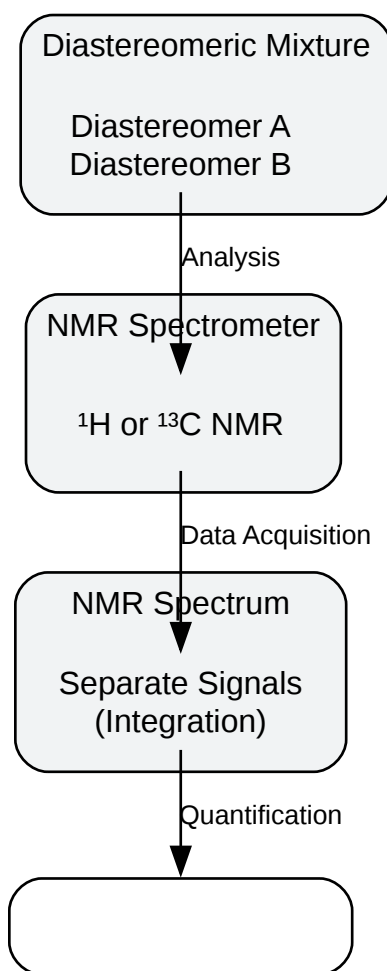 Diastereomeric Mixture
Diastereomer A
Diastereomer B
Analysis
NMR Spectrometer
¹H or ¹³C NMR
Data Acquisition
NMR Spectrum
Separate Signals
(Integration)
Quantification